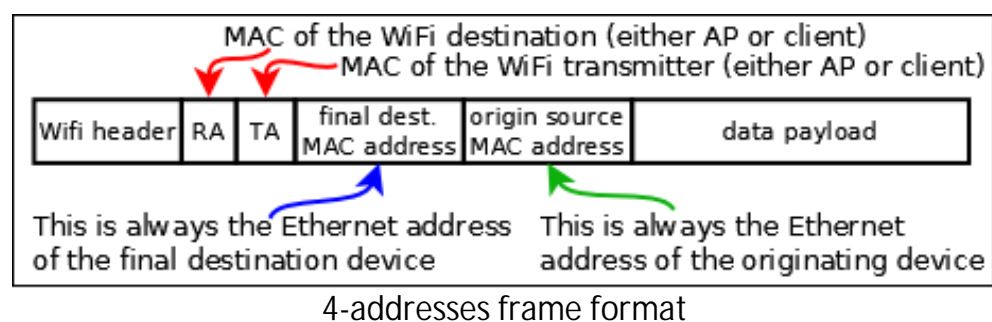 MAC of the WiFi destination (either AP or client)
MAC of the WiFi transmitter (either AP or client)
Wifi header
RA
TA
final dest.
MAC address
origin source
MAC address
data payload
This is always the Ethernet address
of the final destination device
This is always the Ethernet
address of the originating device
4-addresses frame format